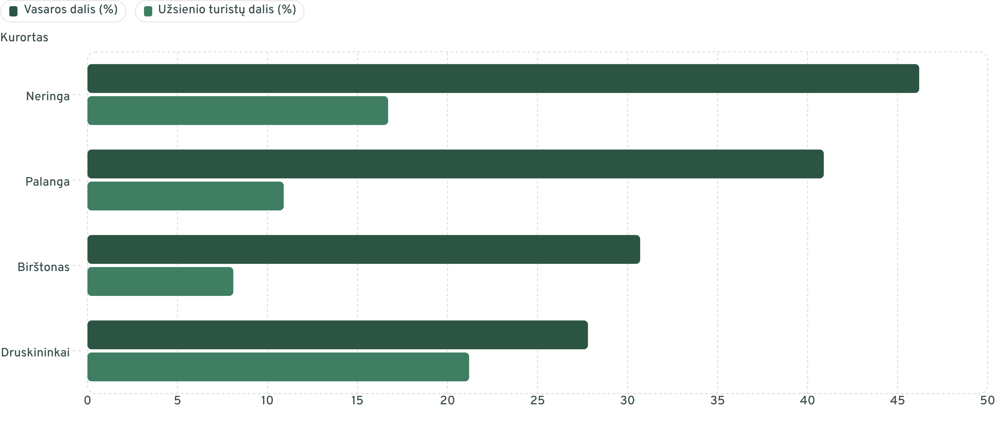 Vasaros dalis (%) Užsienio turistų dalis (%)
Kurortas
Neringa
Palanga
Birštonas
Druskininkai
0 5 10 15 20 25 30 35 40 45 50